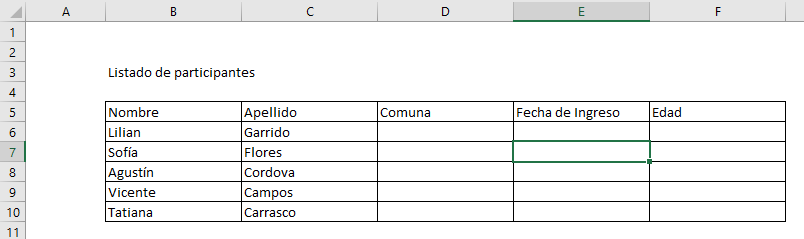 A B C D E F
1
2
3 Listado de participantes
4
5 Nombre Apellido Comuna Fecha de Ingreso Edad
6 Lilian Garrido
7 Sofía Flores
8 Agustín Cordova
9 Vicente Campos
10 Tatiana Carrasco
11